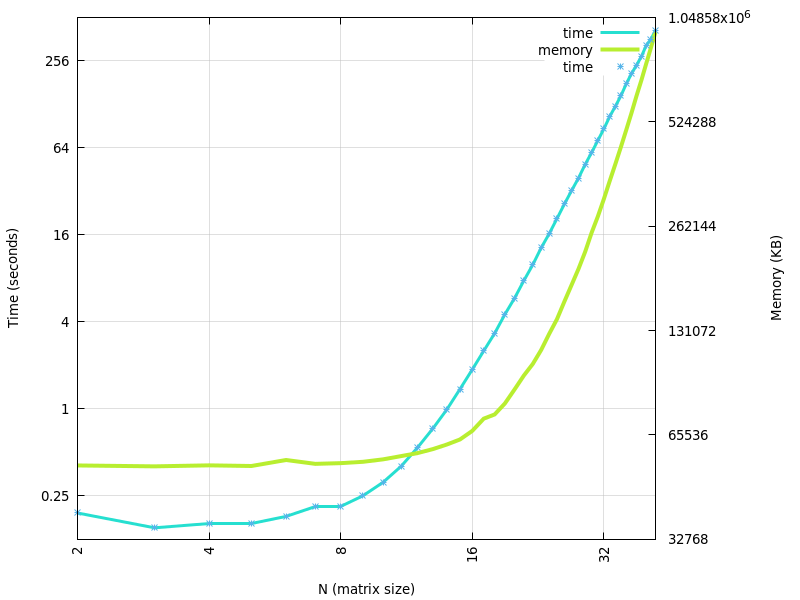 time
memory
time
256
64
16
4
1
0.25
1.04858x10^6
524288
262144
131072
65536
32768
2
4
8
16
32
Time (seconds)
Memory (KB)
N (matrix size)